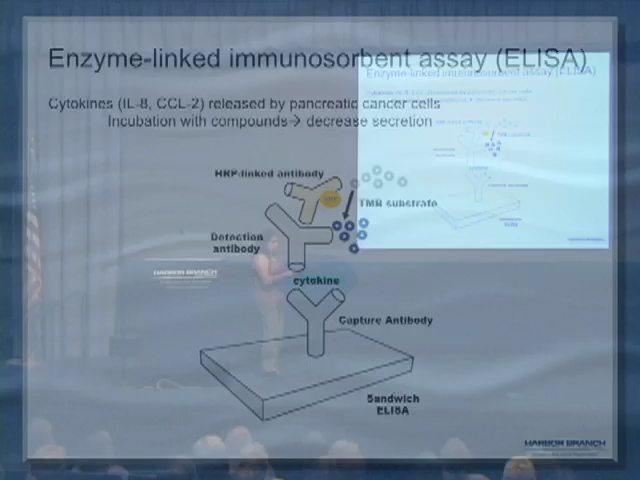 Enzyme-linked immunosorbent assay (ELISA)
Cytokines (IL-8, CCL-2) released by pancreatic cancer cells
Incubation with compounds→ decrease secretion
HRP-linked antibody
TMB substrate
Detection
antibody
cytokine
Capture Antibody
Sandwich
ELISA
HARBOR BRANCH
Enzyme-linked immunosorbent assay (ELISA)
HARBOR BRANCH